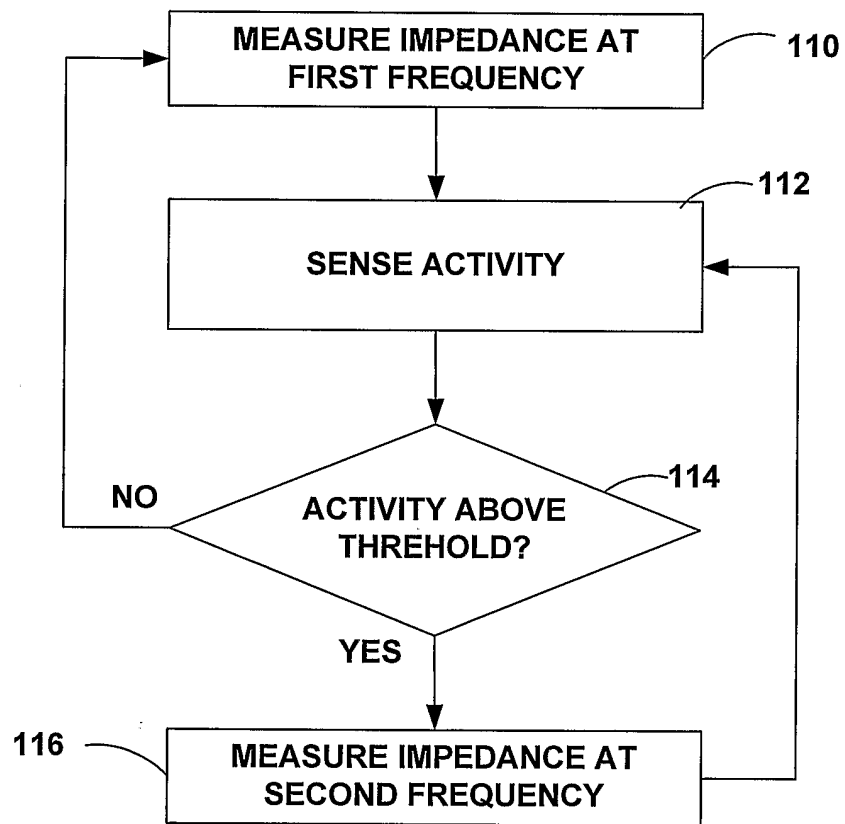 MEASURE IMPEDANCE AT
FIRST FREQUENCY
110
112
SENSE ACTIVITY
114
NO
ACTIVITY ABOVE
THREHOLD?
YES
116
MEASURE IMPEDANCE AT
SECOND FREQUENCY